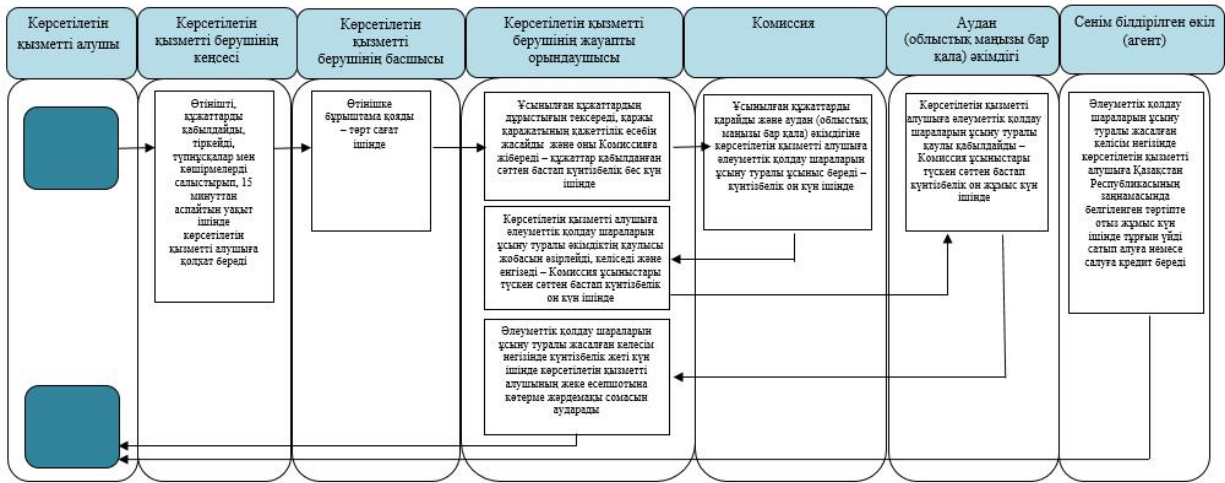 Көрсетілетін
қызметті алушы
Көрсетілетін
қызметті берушінің
кеңсесі
Көрсетілетін
қызметті
берушінің басшысы
Көрсетілетін қызметті
берушінің жауапты
орындаушысы
Комиссия
Аудан
(облыстық маңызы бар
қала) әкімдігі
Сенім білдірілген өкіл
(агент)
Өтінішті,
құжаттарды
қабылдайды,
тіркейді,
түпнұсқалар мен
көшірмелерді
салыстырып, 15
минуттан
аспайтын уақыт
ішінде
көрсетілетін
қызметті алушыға
қолхат береді
Өтінішке
бұрыштама қояды
– төрт сағат
ішінде
Ұсынылған құжаттардың
дұрыстығын тексереді, қаржы
қаражатының қажеттілік есебін
жасайды және оны Комиссияға
жібереді – құжаттар қабылданған
сәттен бастап күнтізбелік бес күн
ішінде
Көрсетілетін қызметті алушыға
әлеуметтік қолдау шараларын
ұсыну туралы әкімдіктің қаулысы
жобасын әзірлейді, келіседі және
енгізеді – Комиссия ұсыныстары
түскен сәттен бастап күнтізбелік
он күн ішінде
Әлеуметтік қолдау шараларын
ұсыну туралы жасалған келесім
негізінде күнтізбелік жеті күн
ішінде көрсетілетін қызметті
алушының жеке есепшотына
көтерме жәрдемақы сомасын
аударады
Ұсынылған құжаттарды
қарайды және аудан (облыстық
маңызы бар қала) әкімдігіне
көрсетілетін қызметті алушыға
әлеуметтік қолдау шараларын
ұсыну туралы ұсыныс береді –
күнтізбелік он күн ішінде
Көрсетілетін қызметті
алушыға әлеуметтік қолдау
шараларын ұсыну туралы
қаулы қабылдайды –
Комиссия ұсыныстары
түскен сәттен бастап
күнтізбелік он жұмыс күн
ішінде
Әлеуметтік қолдау
шараларын ұсыну
туралы жасалған
келісім негізінде
көрсетілетін қызметті
алушыға Қазақстан
Республикасының
заңнамасында
белгіленген тәртіпте
отыз жұмыс күн
ішінде тұрғын үйді
сатып алуға немесе
салуға кредит береді